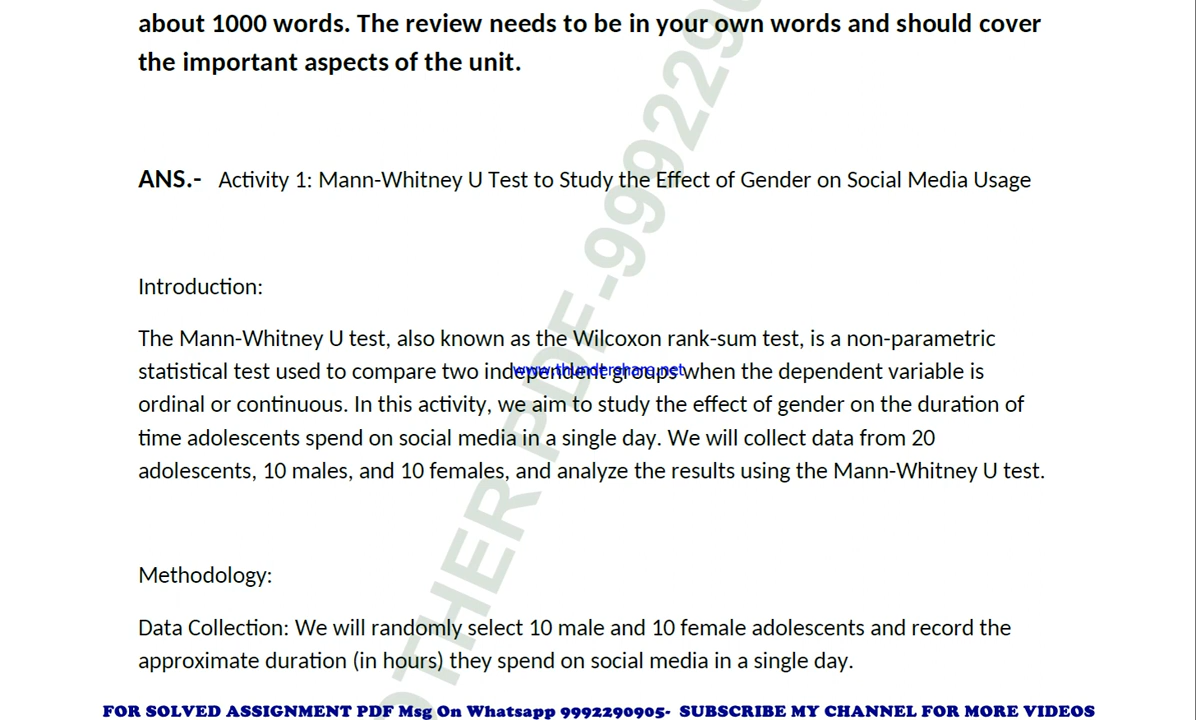 about 1000 words. The review needs to be in your own words and should cover
the important aspects of the unit.
ANS.- Activity 1: Mann-Whitney U Test to Study the Effect of Gender on Social Media Usage
Introduction:
The Mann-Whitney U test, also known as the Wilcoxon rank-sum test, is a non-parametric
statistical test used to compare two independent groups when the dependent variable is
www.thundershare.net
ordinal or continuous. In this activity, we aim to study the effect of gender on the duration of
time adolescents spend on social media in a single day. We will collect data from 20
adolescents, 10 males, and 10 females, and analyze the results using the Mann-Whitney U test.
Methodology:
Data Collection: We will randomly select 10 male and 10 female adolescents and record the
approximate duration (in hours) they spend on social media in a single day.
FOR SOLVED ASSIGNMENT PDF Msg On Whatsapp 9992290905- SUBSCRIBE MY CHANNEL FOR MORE VIDEOS